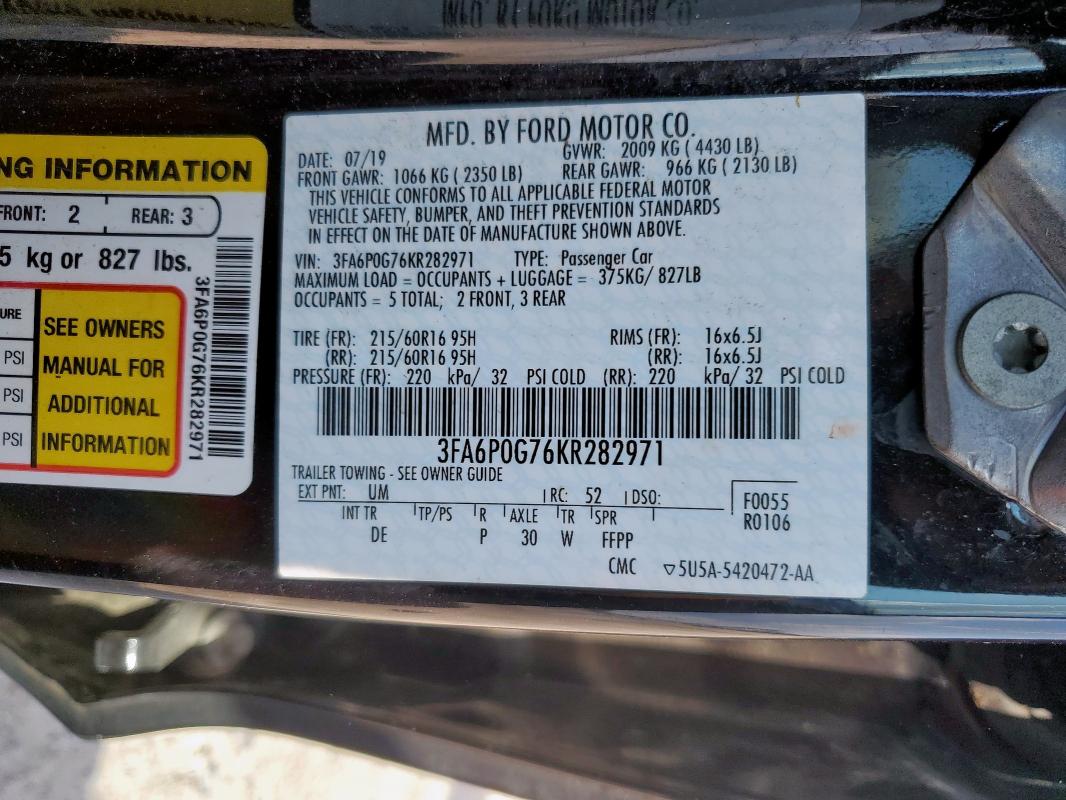 MFD. BY FORD MOTOR CO.
NG INFORMATION
FRONT: 2 REAR: 3
5 kg or 827 lbs.
URE
PSI
PSI
PSI
SEE OWNERS
MANUAL FOR
ADDITIONAL
INFORMATION
3FA6P0G76KR282971
MFD. BY FORD MOTOR CO.
DATE: 07/19 GVWR: 2009 KG ( 4430 LB)
FRONT GAWR: 1066 KG ( 2350 LB) REAR GAWR: 966 KG ( 2130 LB)
THIS VEHICLE CONFORMS TO ALL APPLICABLE FEDERAL MOTOR
VEHICLE SAFETY, BUMPER, AND THEFT PREVENTION STANDARDS
IN EFFECT ON THE DATE OF MANUFACTURE SHOWN ABOVE.
VIN: 3FA6P0G76KR282971 TYPE: Passenger Car
MAXIMUM LOAD = OCCUPANTS + LUGGAGE = 375KG/ 827LB
OCCUPANTS = 5 TOTAL; 2 FRONT, 3 REAR
TIRE (FR): 215/60R16 95H RIMS (FR): 16x6.5J
(RR): 215/60R16 95H (RR): 16x6.5J
PRESSURE (FR): 220 kPa/ 32 PSI COLD (RR): 220 kPa/ 32 PSI COLD
3FA6P0G76KR282971
TRAILER TOWING - SEE OWNER GUIDE
EXT PNT: UM RC: 52 DSO: F0055
INT TR TP/PS R AXLE TR SPR R0106
DE P 30 W FFPP
CMC ▽5U5A-5420472-AA